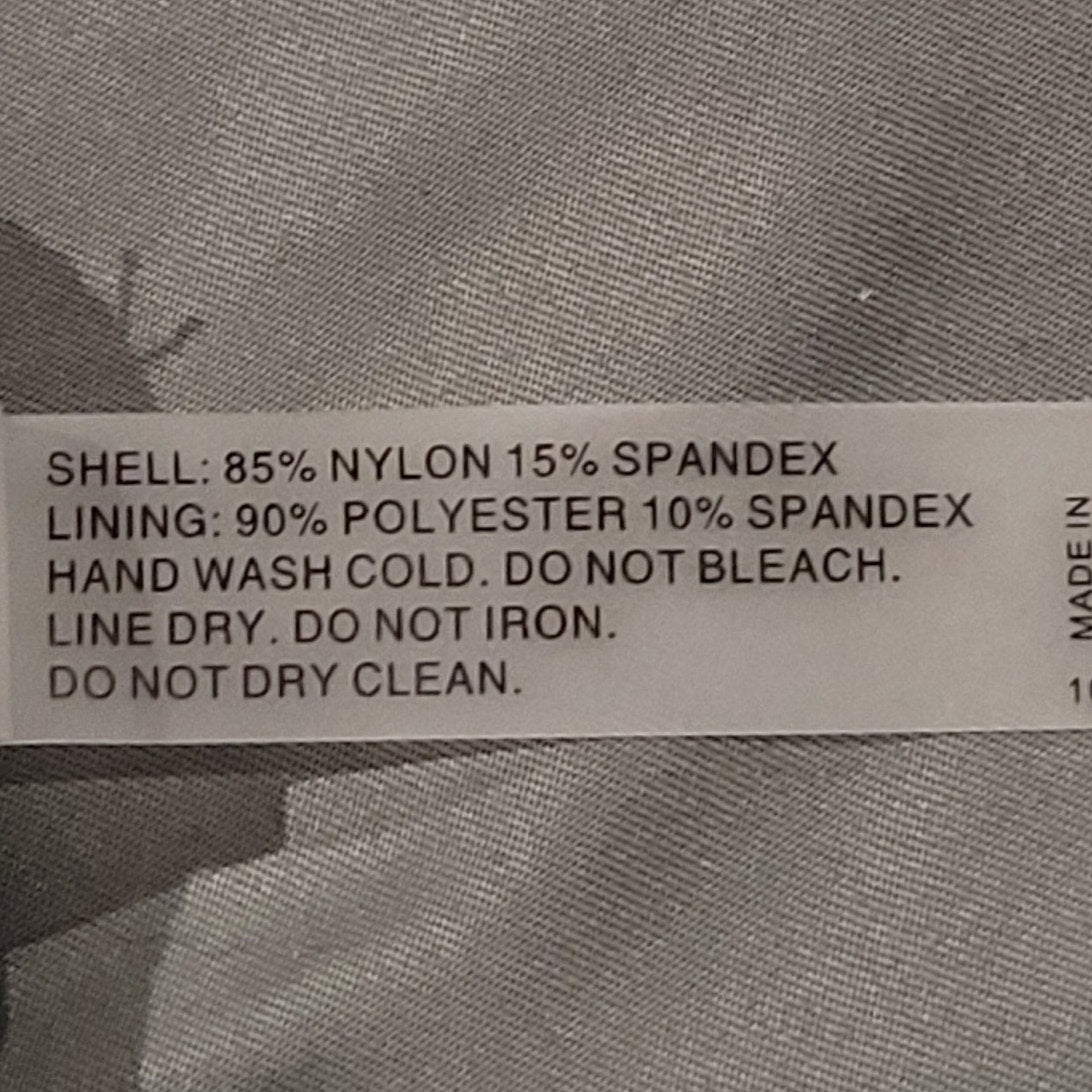 SHELL: 85% NYLON 15% SPANDEX
LINING: 90% POLYESTER 10% SPANDEX
HAND WASH COLD. DO NOT BLEACH.
LINE DRY. DO NOT IRON.
DO NOT DRY CLEAN.
MADE IN